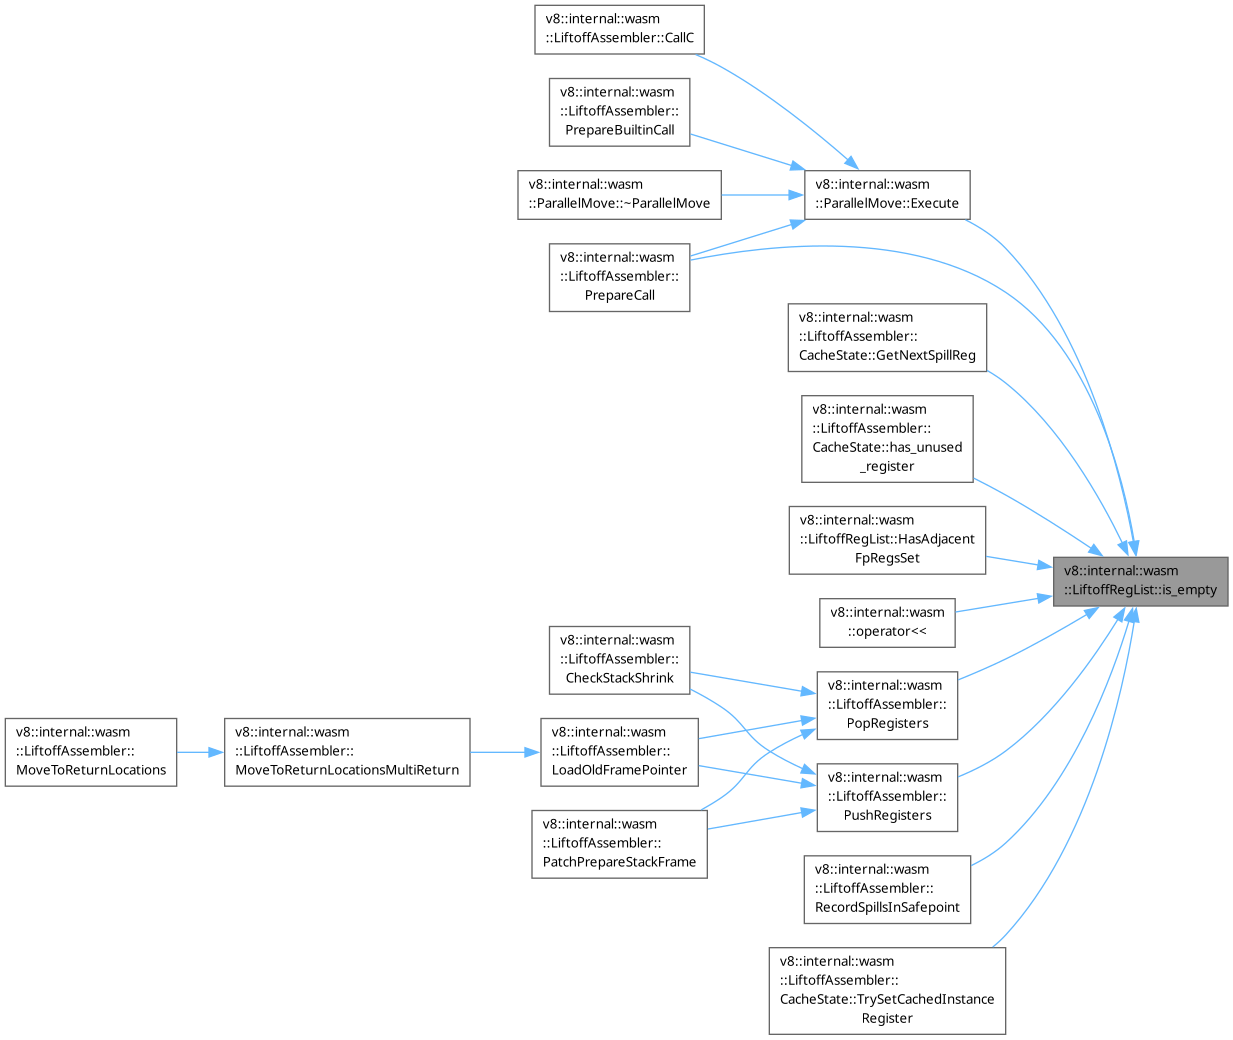 v8::internal::wasm
::LiftoffAssembler::CallC
v8::internal::wasm
::LiftoffAssembler::
PrepareBuiltinCall
v8::internal::wasm
::ParallelMove::~ParallelMove
v8::internal::wasm
::ParallelMove::Execute
v8::internal::wasm
::LiftoffAssembler::
PrepareCall
v8::internal::wasm
::LiftoffAssembler::
CacheState::GetNextSpillReg
v8::internal::wasm
::LiftoffAssembler::
CacheState::has_unused
_register
v8::internal::wasm
::LiftoffRegList::HasAdjacent
FpRegsSet
v8::internal::wasm
::LiftoffRegList::is_empty
v8::internal::wasm
::operator<<
v8::internal::wasm
::LiftoffAssembler::
CheckStackShrink
v8::internal::wasm
::LiftoffAssembler::
PopRegisters
v8::internal::wasm
::LiftoffAssembler::
MoveToReturnLocations
v8::internal::wasm
::LiftoffAssembler::
MoveToReturnLocationsMultiReturn
v8::internal::wasm
::LiftoffAssembler::
LoadOldFramePointer
v8::internal::wasm
::LiftoffAssembler::
PushRegisters
v8::internal::wasm
::LiftoffAssembler::
PatchPrepareStackFrame
v8::internal::wasm
::LiftoffAssembler::
RecordSpillsInSafepoint
v8::internal::wasm
::LiftoffAssembler::
CacheState::TrySetCachedInstance
Register